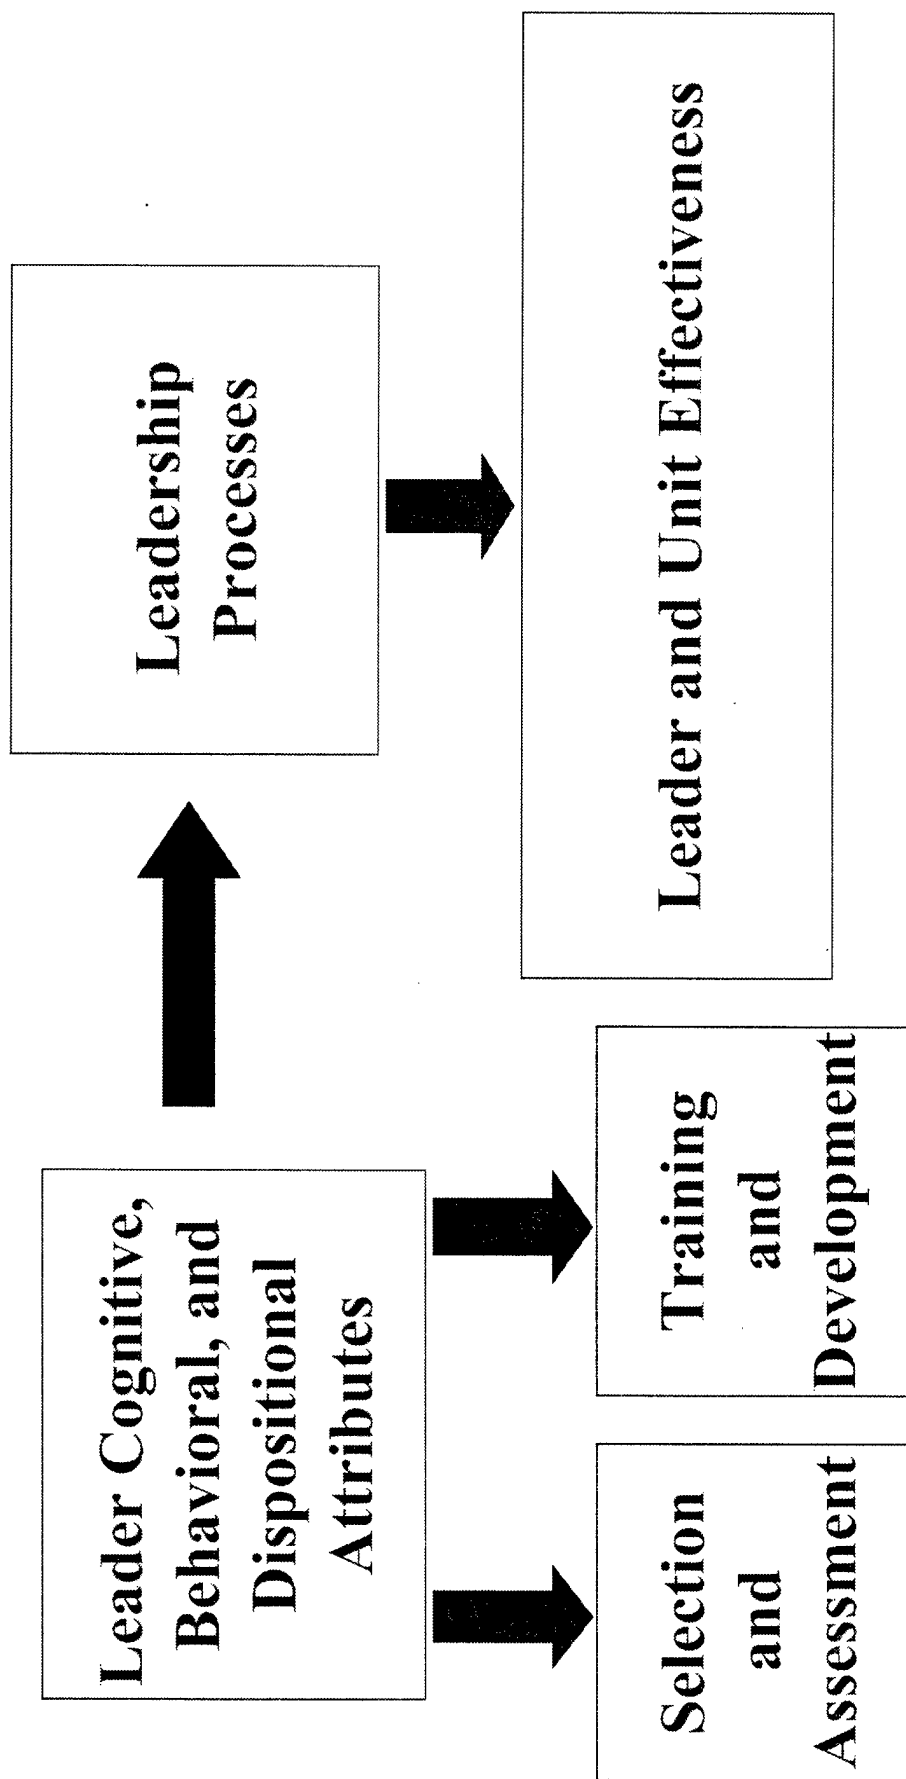 Leader Cognitive,
Behavioral, and
Dispositional
Attributes
Leadership
Processes
Selection
and
Assessment
Training
and
Development
Leader and Unit Effectiveness